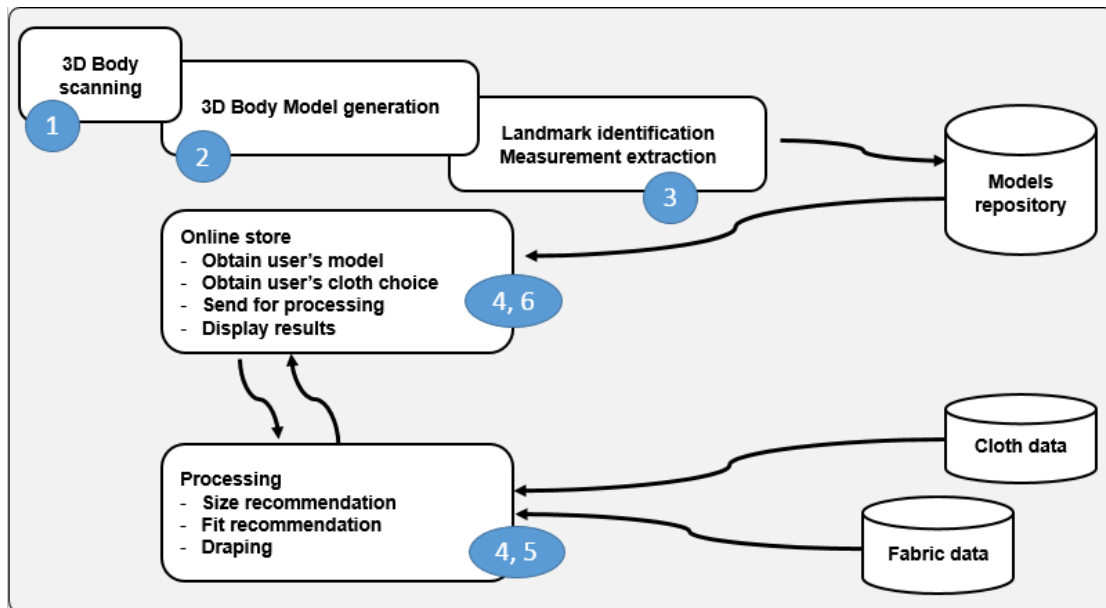 3D Body
scanning
1
3D Body Model generation
2
Landmark identification
Measurement extraction
3
Models
repository
Online store
- Obtain user's model
- Obtain user's cloth choice
- Send for processing
- Display results
4, 6
Processing
- Size recommendation
- Fit recommendation
- Draping
4, 5
Cloth data
Fabric data